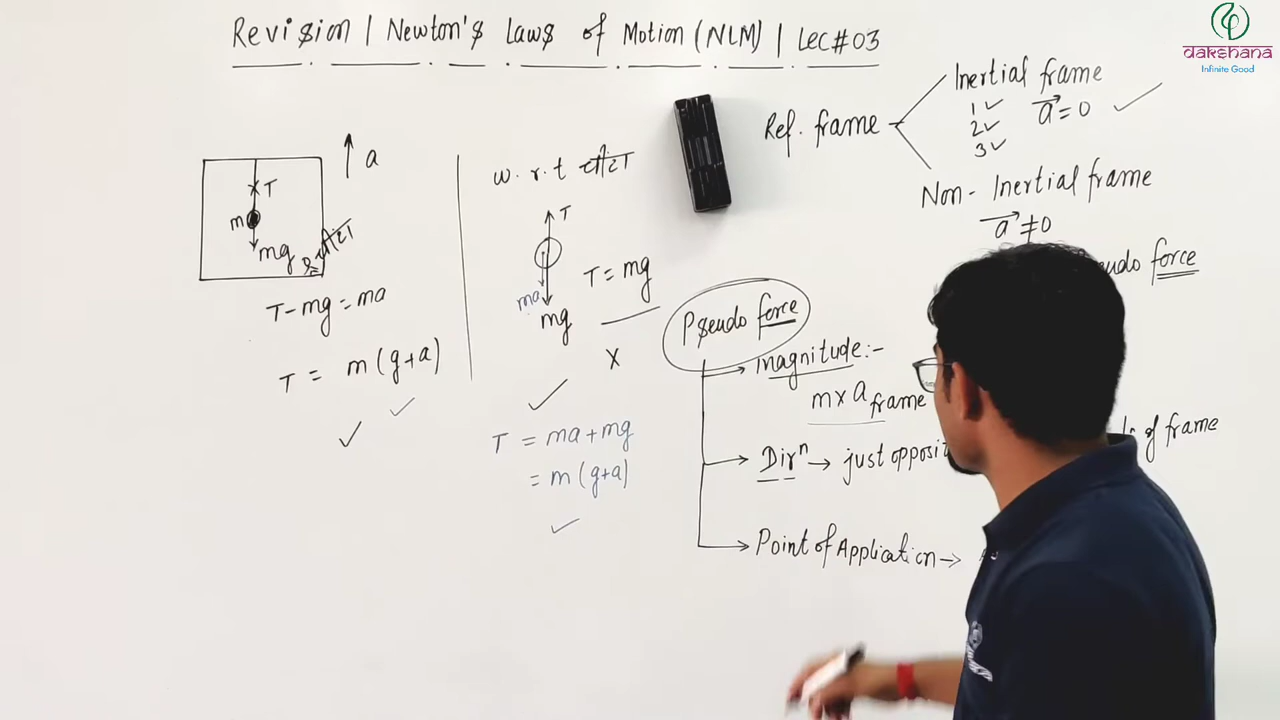 Revision | Newton's Laws of Motion (NLM) | Lec#03
dakshana
Infinite Good
a
T
m
mg
T-mg = ma
T = m(g+a)
w.r.t
T
ma
mg
T = mg
X
T = ma+mg
= m(g+a)
Ref. frame
Inertial frame
1 ✓
2 ✓
3 ✓
a⃗ = 0 ✓
Non-Inertial frame
a⃗ ≠ 0
force
Pseudo force
Magnitude:-
m x a frame
Dirⁿ → just
of frame
Point of Application →